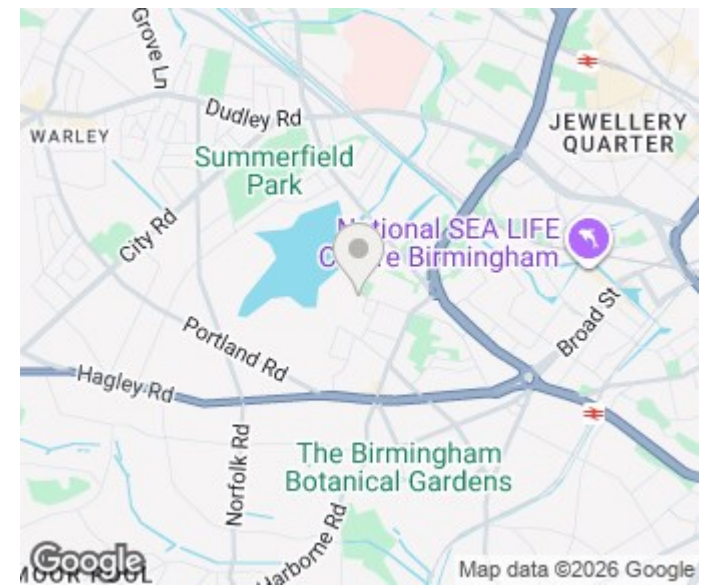 Grove Ln
Dudley Rd
JEWELLERY
QUARTER
WARLEY
Summerfield
Park
City Rd
National SEA LIFE
Centre Birmingham
Broad St
Portland Rd
Hagley Rd
Norfolk Rd
The Birmingham
Botanical Gardens
Harborne Rd
Google
Map data ©2026 Google